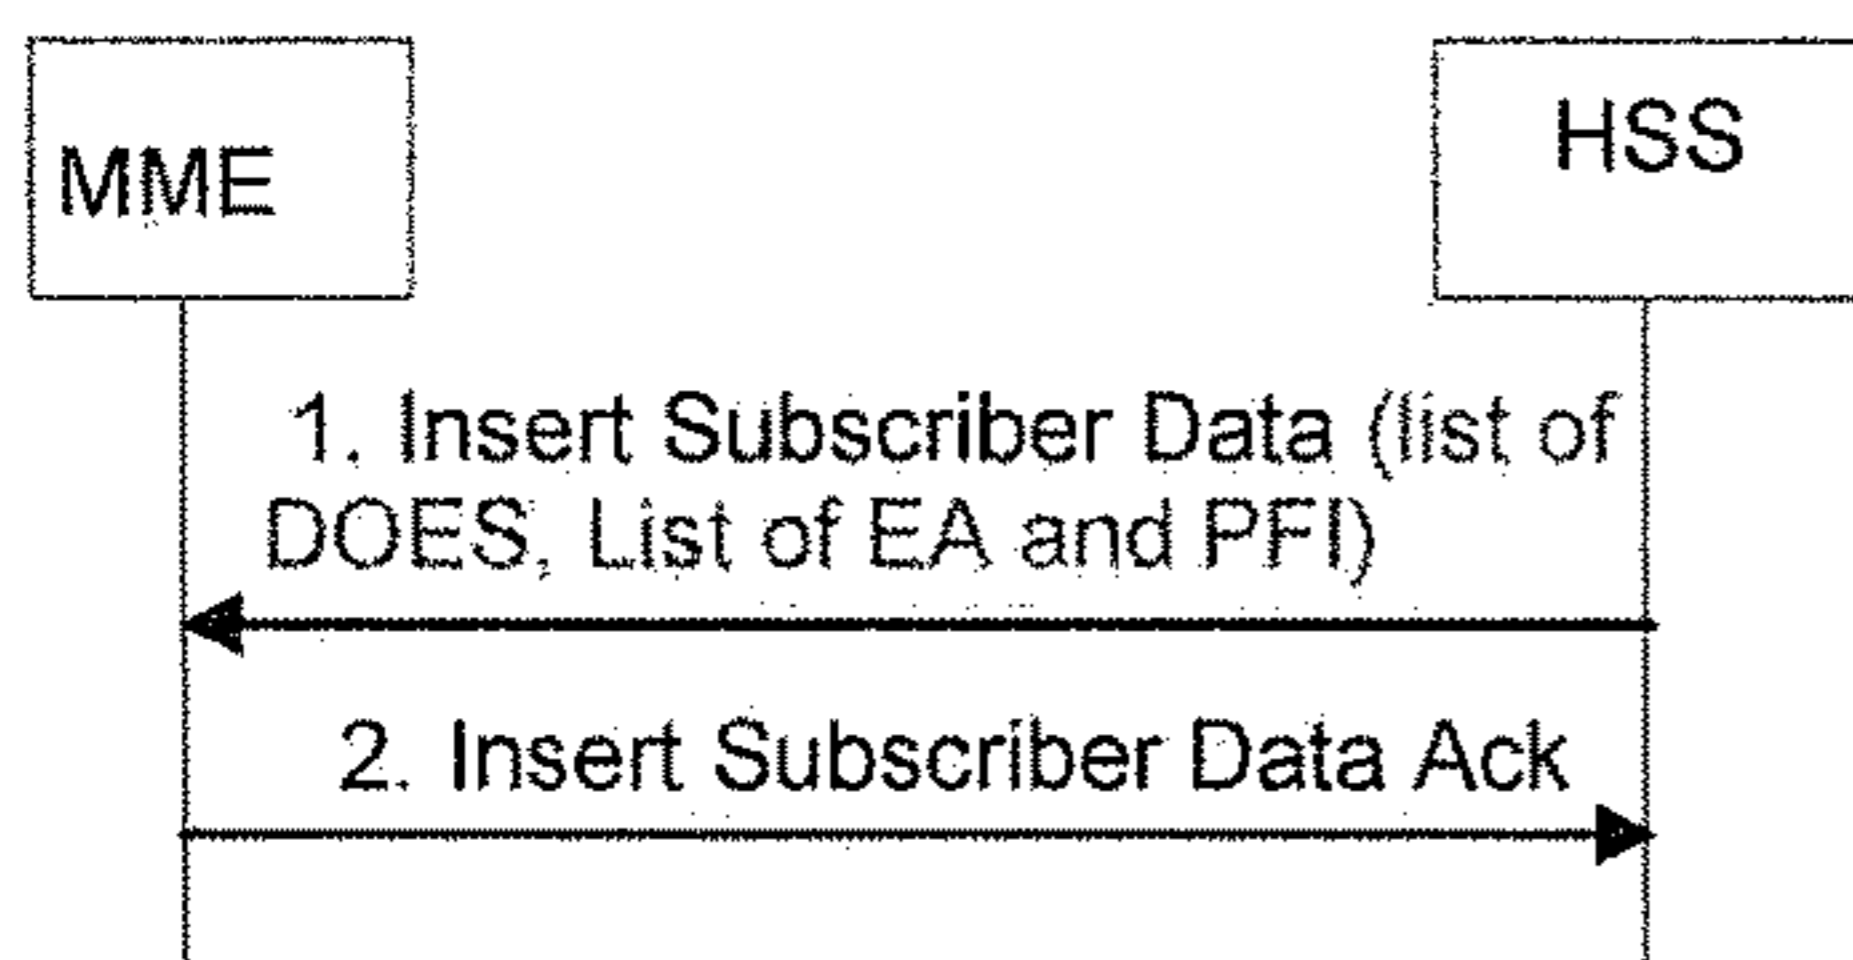 MME
HSS
1. Insert Subscriber Data (list of
DOES, List of EA and PFI)
2. Insert Subscriber Data Ack